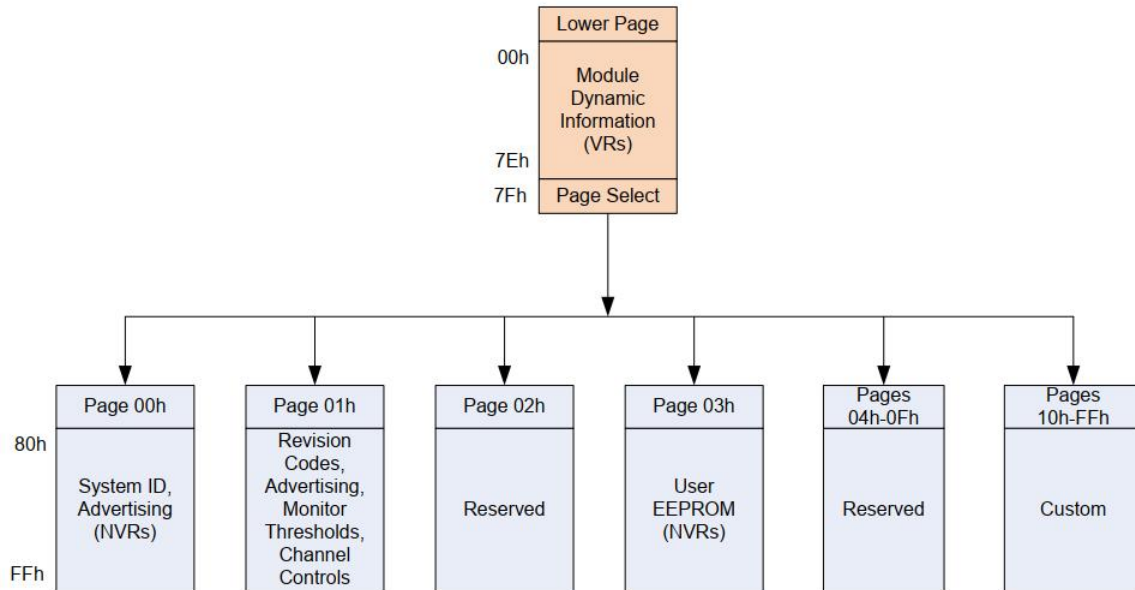 Lower Page
00h
Module
Dynamic
Information
(VRs)
7Eh
7Fh
Page Select
Page 00h
80h
System ID,
Advertising
(NVRs)
FFh
Page 01h
Revision
Codes,
Advertising,
Monitor
Thresholds,
Channel
Controls
Page 02h
Reserved
Page 03h
User
EEPROM
(NVRs)
Pages
04h-0Fh
Reserved
Pages
10h-FFh
Custom